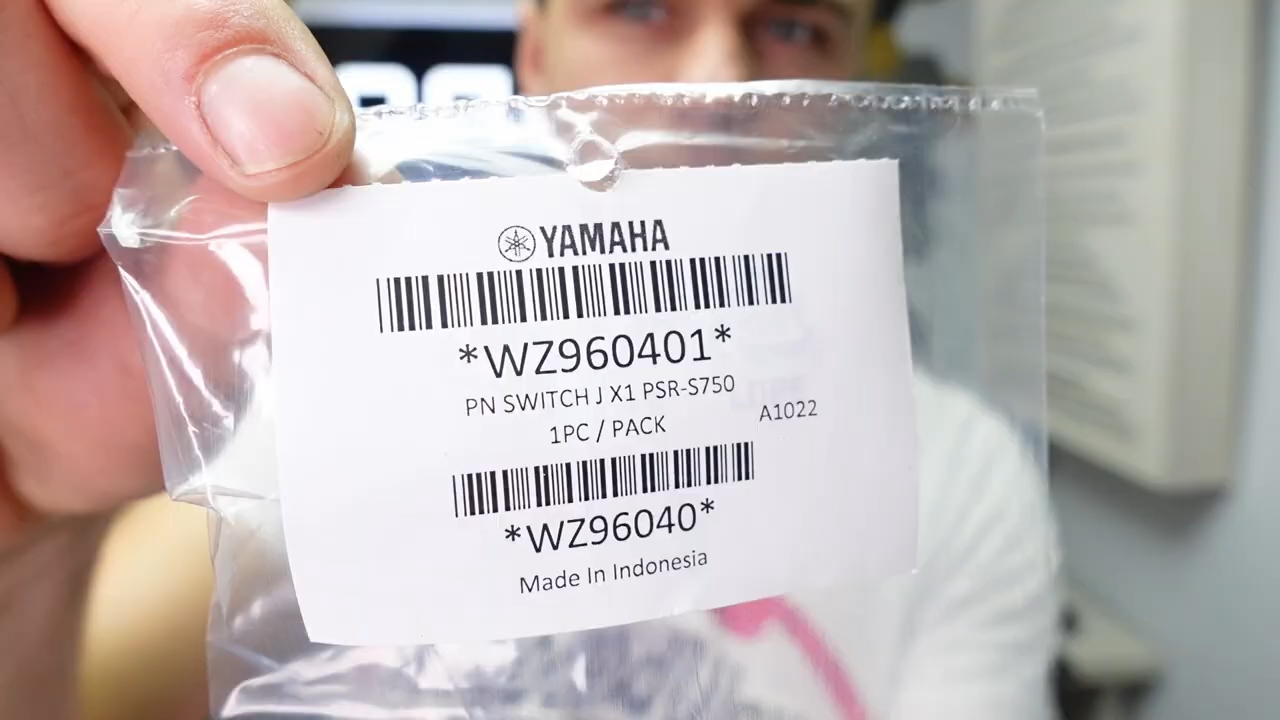 YAMAHA
*WZ960401*
PN SWITCH J X1 PSR-S750
1PC / PACK
A1022
*WZ96040*
Made In Indonesia